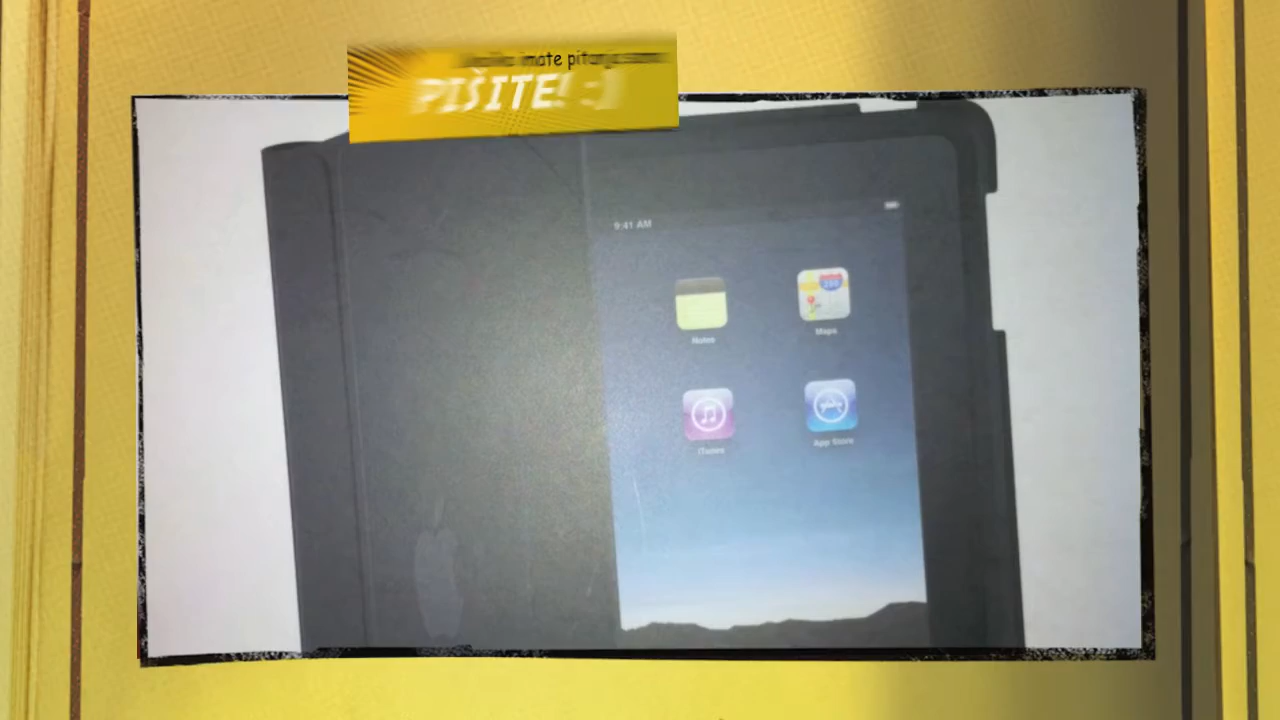 imate pitanja
PIŠITE! :)
9:41 AM
Notes
Maps
iTunes
App Store